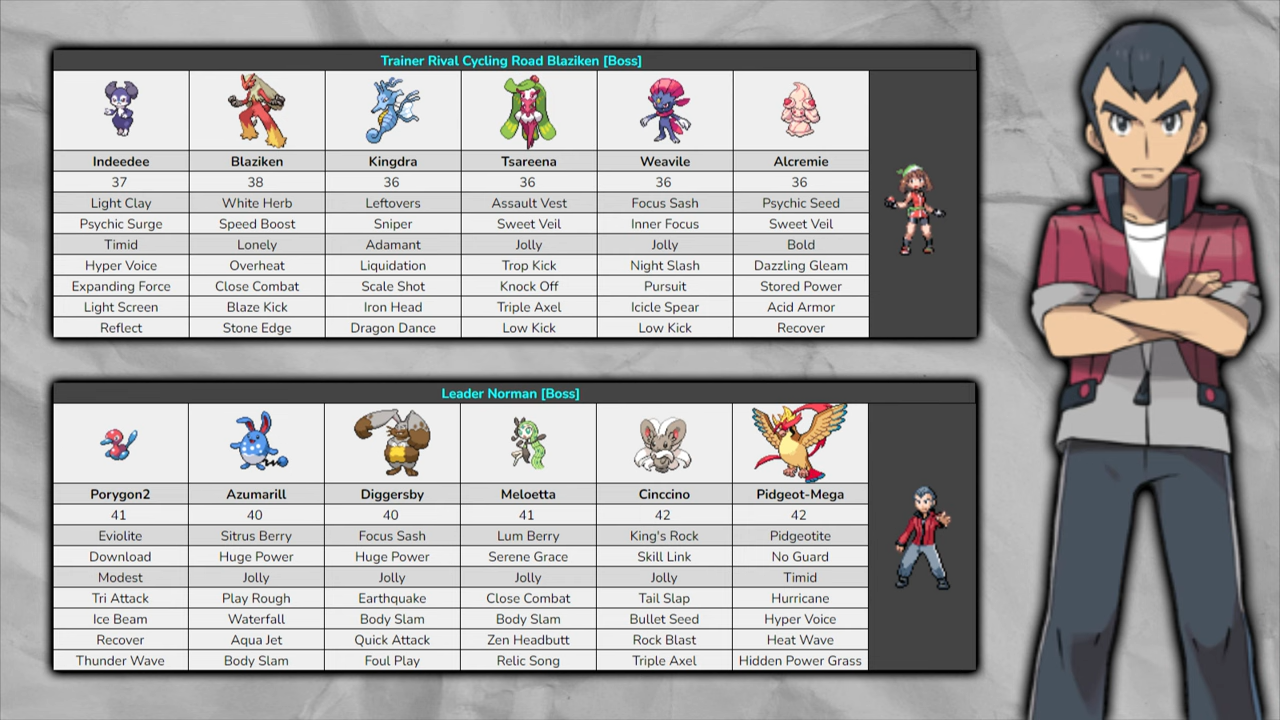 Trainer Rival Cycling Road Blaziken [Boss]
Indeedee Blaziken Kingdra Tsareena Weavile Alcremie
37 38 36 36 36 36
Light Clay White Herb Leftovers Assault Vest Focus Sash Psychic Seed
Psychic Surge Speed Boost Sniper Sweet Veil Inner Focus Sweet Veil
Timid Lonely Adamant Jolly Jolly Bold
Hyper Voice Overheat Liquidation Trop Kick Night Slash Dazzling Gleam
Expanding Force Close Combat Scale Shot Knock Off Pursuit Stored Power
Light Screen Blaze Kick Iron Head Triple Axel Icicle Spear Acid Armor
Reflect Stone Edge Dragon Dance Low Kick Low Kick Recover
Leader Norman [Boss]
Porygon2 Azumarill Diggersby Meloetta Cinccino Pidgeot-Mega
41 40 40 41 42 42
Eviolite Sitrus Berry Focus Sash Lum Berry King's Rock Pidgeotite
Download Huge Power Huge Power Serene Grace Skill Link No Guard
Modest Jolly Jolly Jolly Jolly Timid
Tri Attack Play Rough Earthquake Close Combat Tail Slap Hurricane
Ice Beam Waterfall Body Slam Body Slam Bullet Seed Hyper Voice
Recover Aqua Jet Quick Attack Zen Headbutt Rock Blast Heat Wave
Thunder Wave Body Slam Foul Play Relic Song Triple Axel Hidden Power Grass